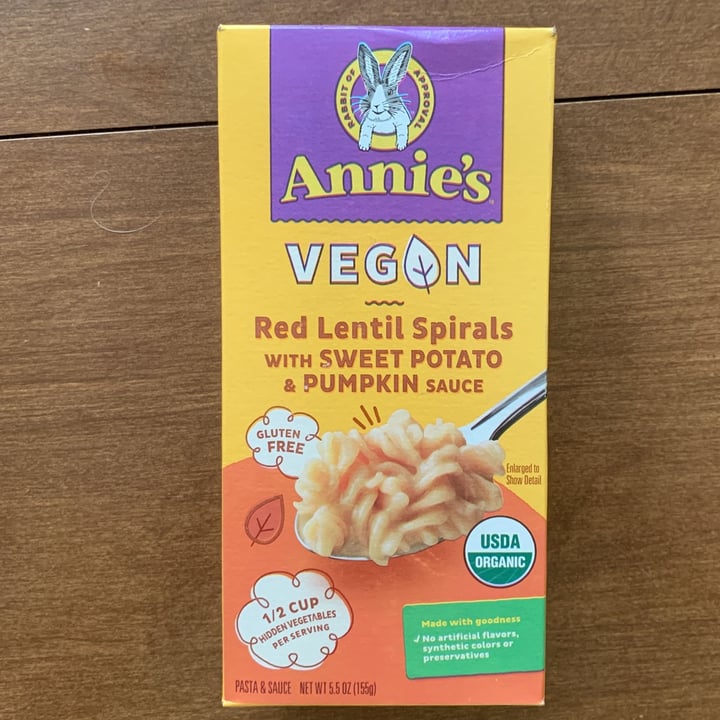 RABBIT OF APPROVAL
Annie's
VEGAN
Red Lentil Spirals
WITH SWEET POTATO
& PUMPKIN SAUCE
GLUTEN
FREE
Enlarged to
Show Detail
USDA
ORGANIC
1/2 CUP
HIDDEN VEGETABLES
PER SERVING
Made with goodness
✓ No artificial flavors,
synthetic colors or
preservatives
PASTA & SAUCE NET WT 5.5 OZ (155g)